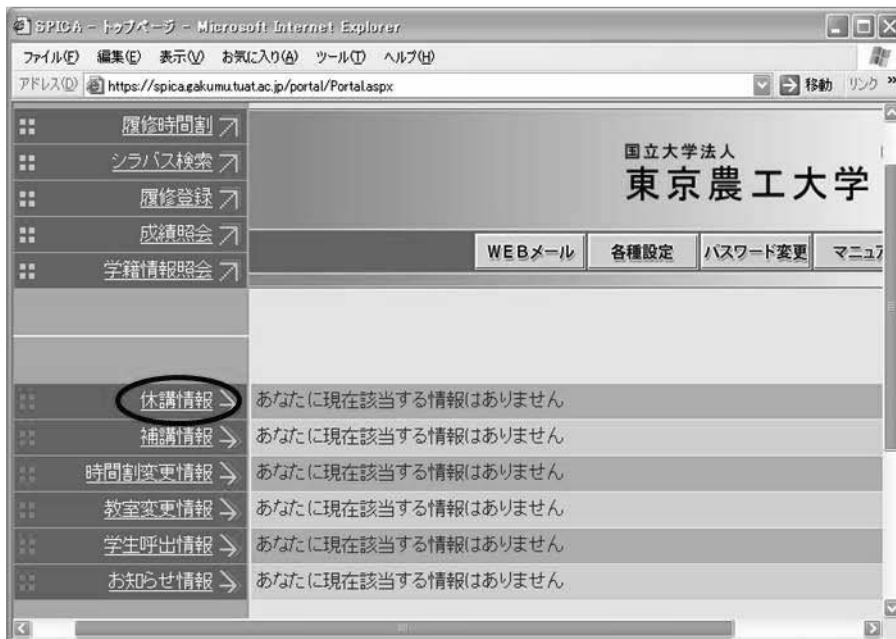 SPICA - トップページ - Microsoft Internet Explorer
ファイル(F) 編集(E) 表示(V) お気に入り(A) ツール(T) ヘルプ(H)
アドレス(D) https://spica.gakumu.tuat.ac.jp/portal/Portal.aspx 移動 リンク »
履修時間割
シラバス検索
履修登録
成績照会
学籍情報照会
国立大学法人
東京農工大学
WEBメール 各種設定 パスワード変更 マニュア
休講情報 あなたに現在該当する情報はありません
補講情報 あなたに現在該当する情報はありません
時間割変更情報 あなたに現在該当する情報はありません
教室変更情報 あなたに現在該当する情報はありません
学生呼出情報 あなたに現在該当する情報はありません
お知らせ情報 あなたに現在該当する情報はありません